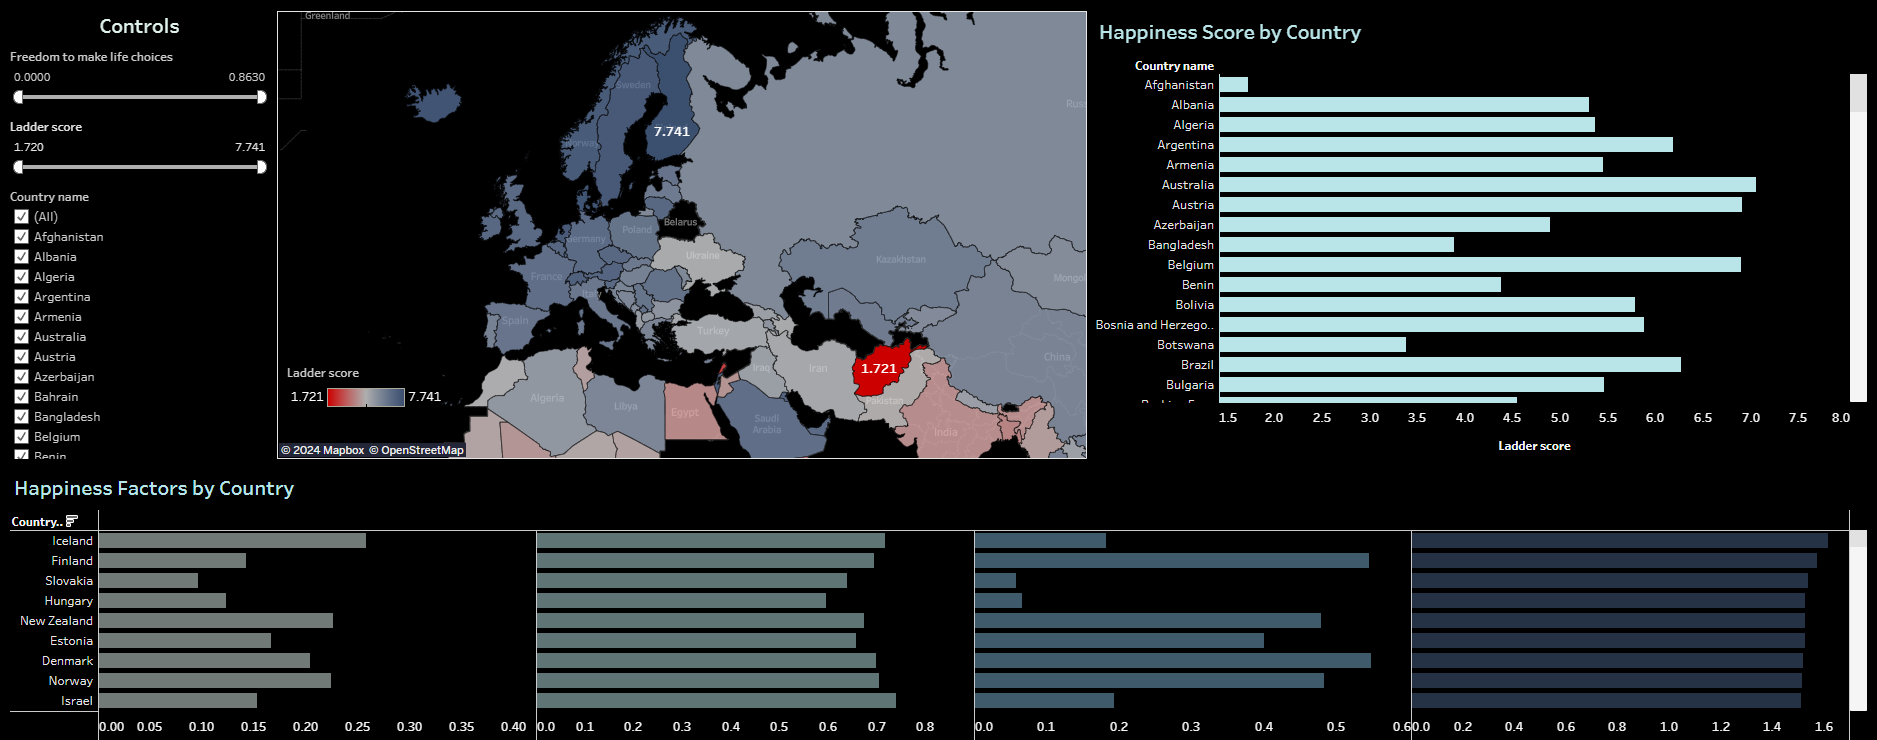 Controls
Freedom to make life choices
0.0000 0.8630
Ladder score
1.720 7.741
Country name
(All)
Afghanistan
Albania
Algeria
Argentina
Armenia
Australia
Austria
Azerbaijan
Bahrain
Bangladesh
Belgium
Benin
Greenland
Sweden
Norway
7.741
Russ
Belarus
Poland
Germany
Ukraine
Kazakhstan
Mongol
France
Italy
Spain
Turkey
China
Iraq
Iran
1.721
Pakistan
Algeria
Libya
Egypt
Saudi
Arabia
India
Ladder score
1.721 7.741
© 2024 Mapbox © OpenStreetMap
Happiness Score by Country
Country name
Afghanistan
Albania
Algeria
Argentina
Armenia
Australia
Austria
Azerbaijan
Bangladesh
Belgium
Benin
Bolivia
Bosnia and Herzego..
Botswana
Brazil
Bulgaria
1.5 2.0 2.5 3.0 3.5 4.0 4.5 5.0 5.5 6.0 6.5 7.0 7.5 8.0
Ladder score
Happiness Factors by Country
Country..
Iceland
Finland
Slovakia
Hungary
New Zealand
Estonia
Denmark
Norway
Israel
0.00 0.05 0.10 0.15 0.20 0.25 0.30 0.35 0.40
0.0 0.1 0.2 0.3 0.4 0.5 0.6 0.7 0.8
0.0 0.1 0.2 0.3 0.4 0.5 0.6
0.0 0.2 0.4 0.6 0.8 1.0 1.2 1.4 1.6